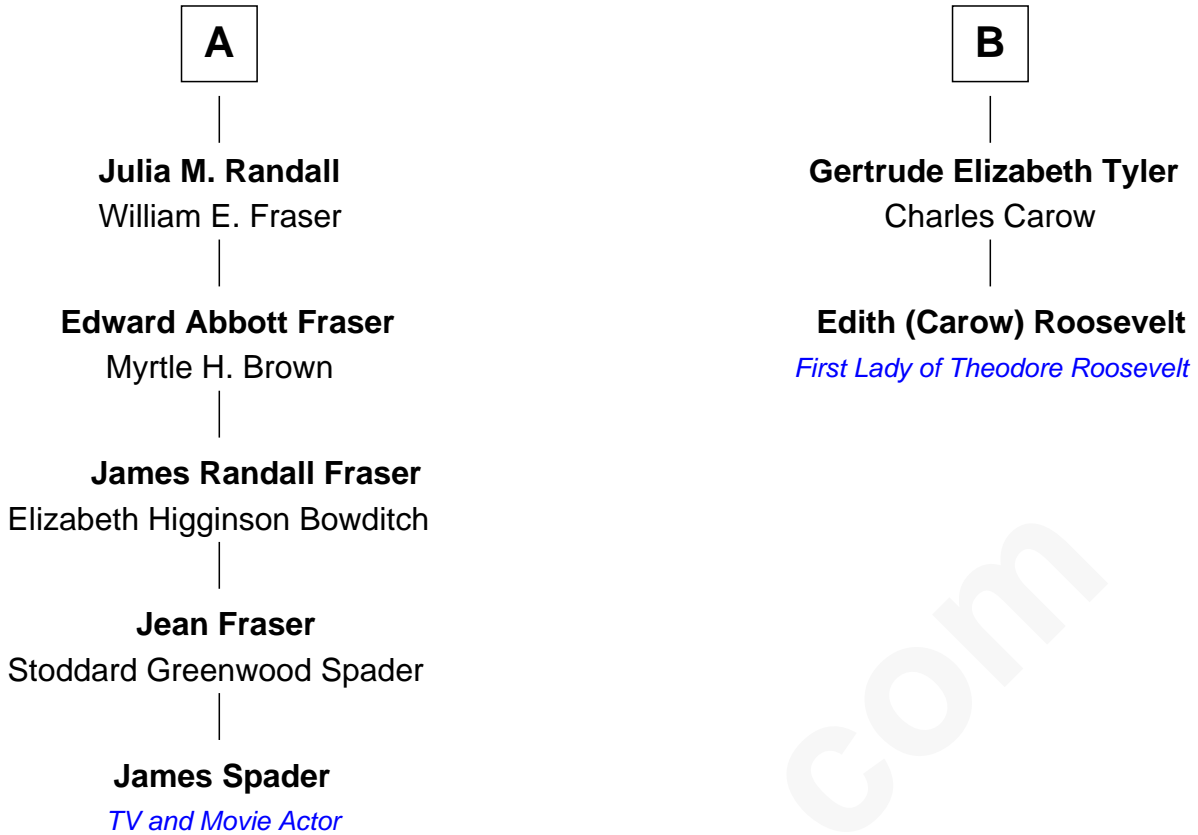 A
Julia M. Randall
William E. Fraser
Edward Abbott Fraser
Myrtle H. Brown
James Randall Fraser
Elizabeth Higginson Bowditch
Jean Fraser
Stoddard Greenwood Spader
James Spader
TV and Movie Actor
B
Gertrude Elizabeth Tyler
Charles Carow
Edith (Carow) Roosevelt
First Lady of Theodore Roosevelt
com